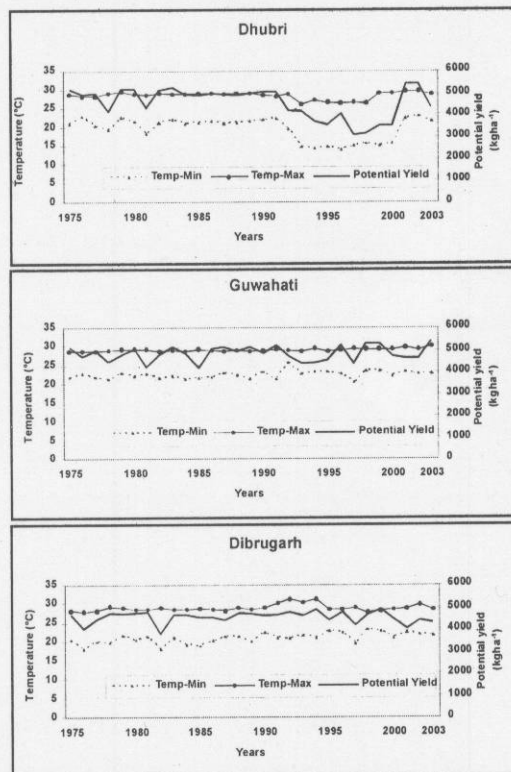 Dhubri
35
30
25
20
15
10
5
0
Temperature (°C)
6000
5000
4000
3000
2000
1000
0
Potential yield
(kgha⁻¹)
Temp-Min Temp-Max Potential Yield
1975 1980 1985 1990 1995 2000 2003
Years
Guwahati
35
30
25
20
15
10
5
0
Temperature (°C)
6000
5000
4000
3000
2000
1000
0
Potential yield
(kgha⁻¹)
Temp-Min Temp-Max Potential Yield
1975 1980 1985 1990 1995 2000 2003
Years
Dibrugarh
35
30
25
20
15
10
5
0
Temperature (°C)
6000
5000
4000
3000
2000
1000
0
Potential yield
(kgha⁻¹)
Temp-Min Temp-Max Potential Yield
1975 1980 1985 1990 1995 2000 2003
Years